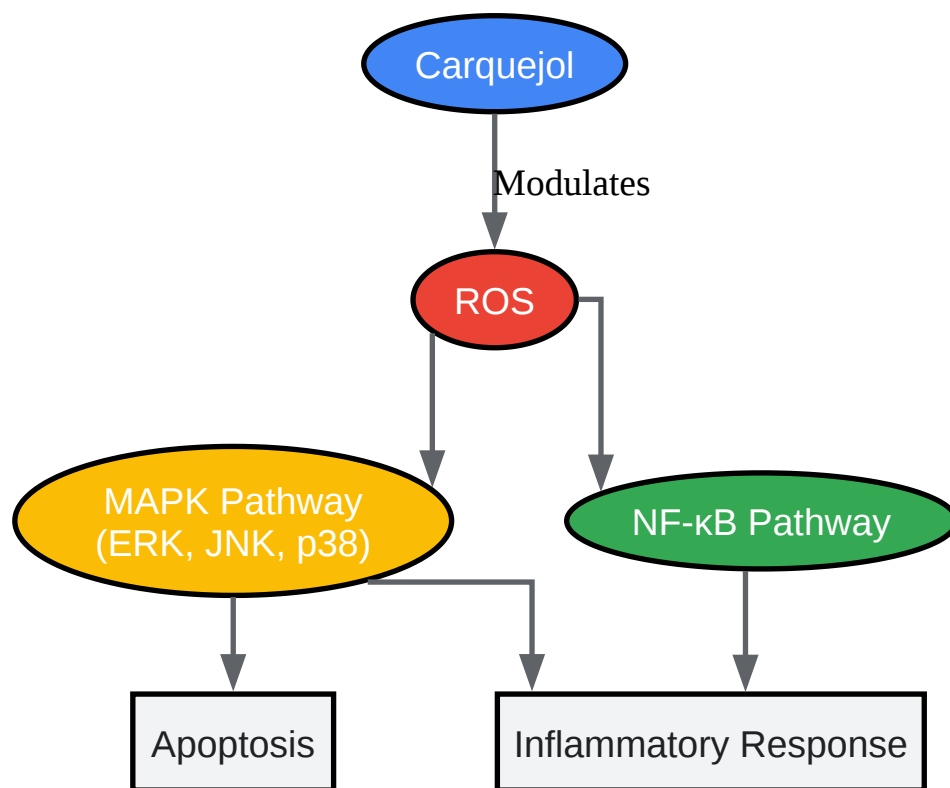 Carquejol
Modulates
ROS
MAPK Pathway
(ERK, JNK, p38)
NF-κB Pathway
Apoptosis
Inflammatory Response